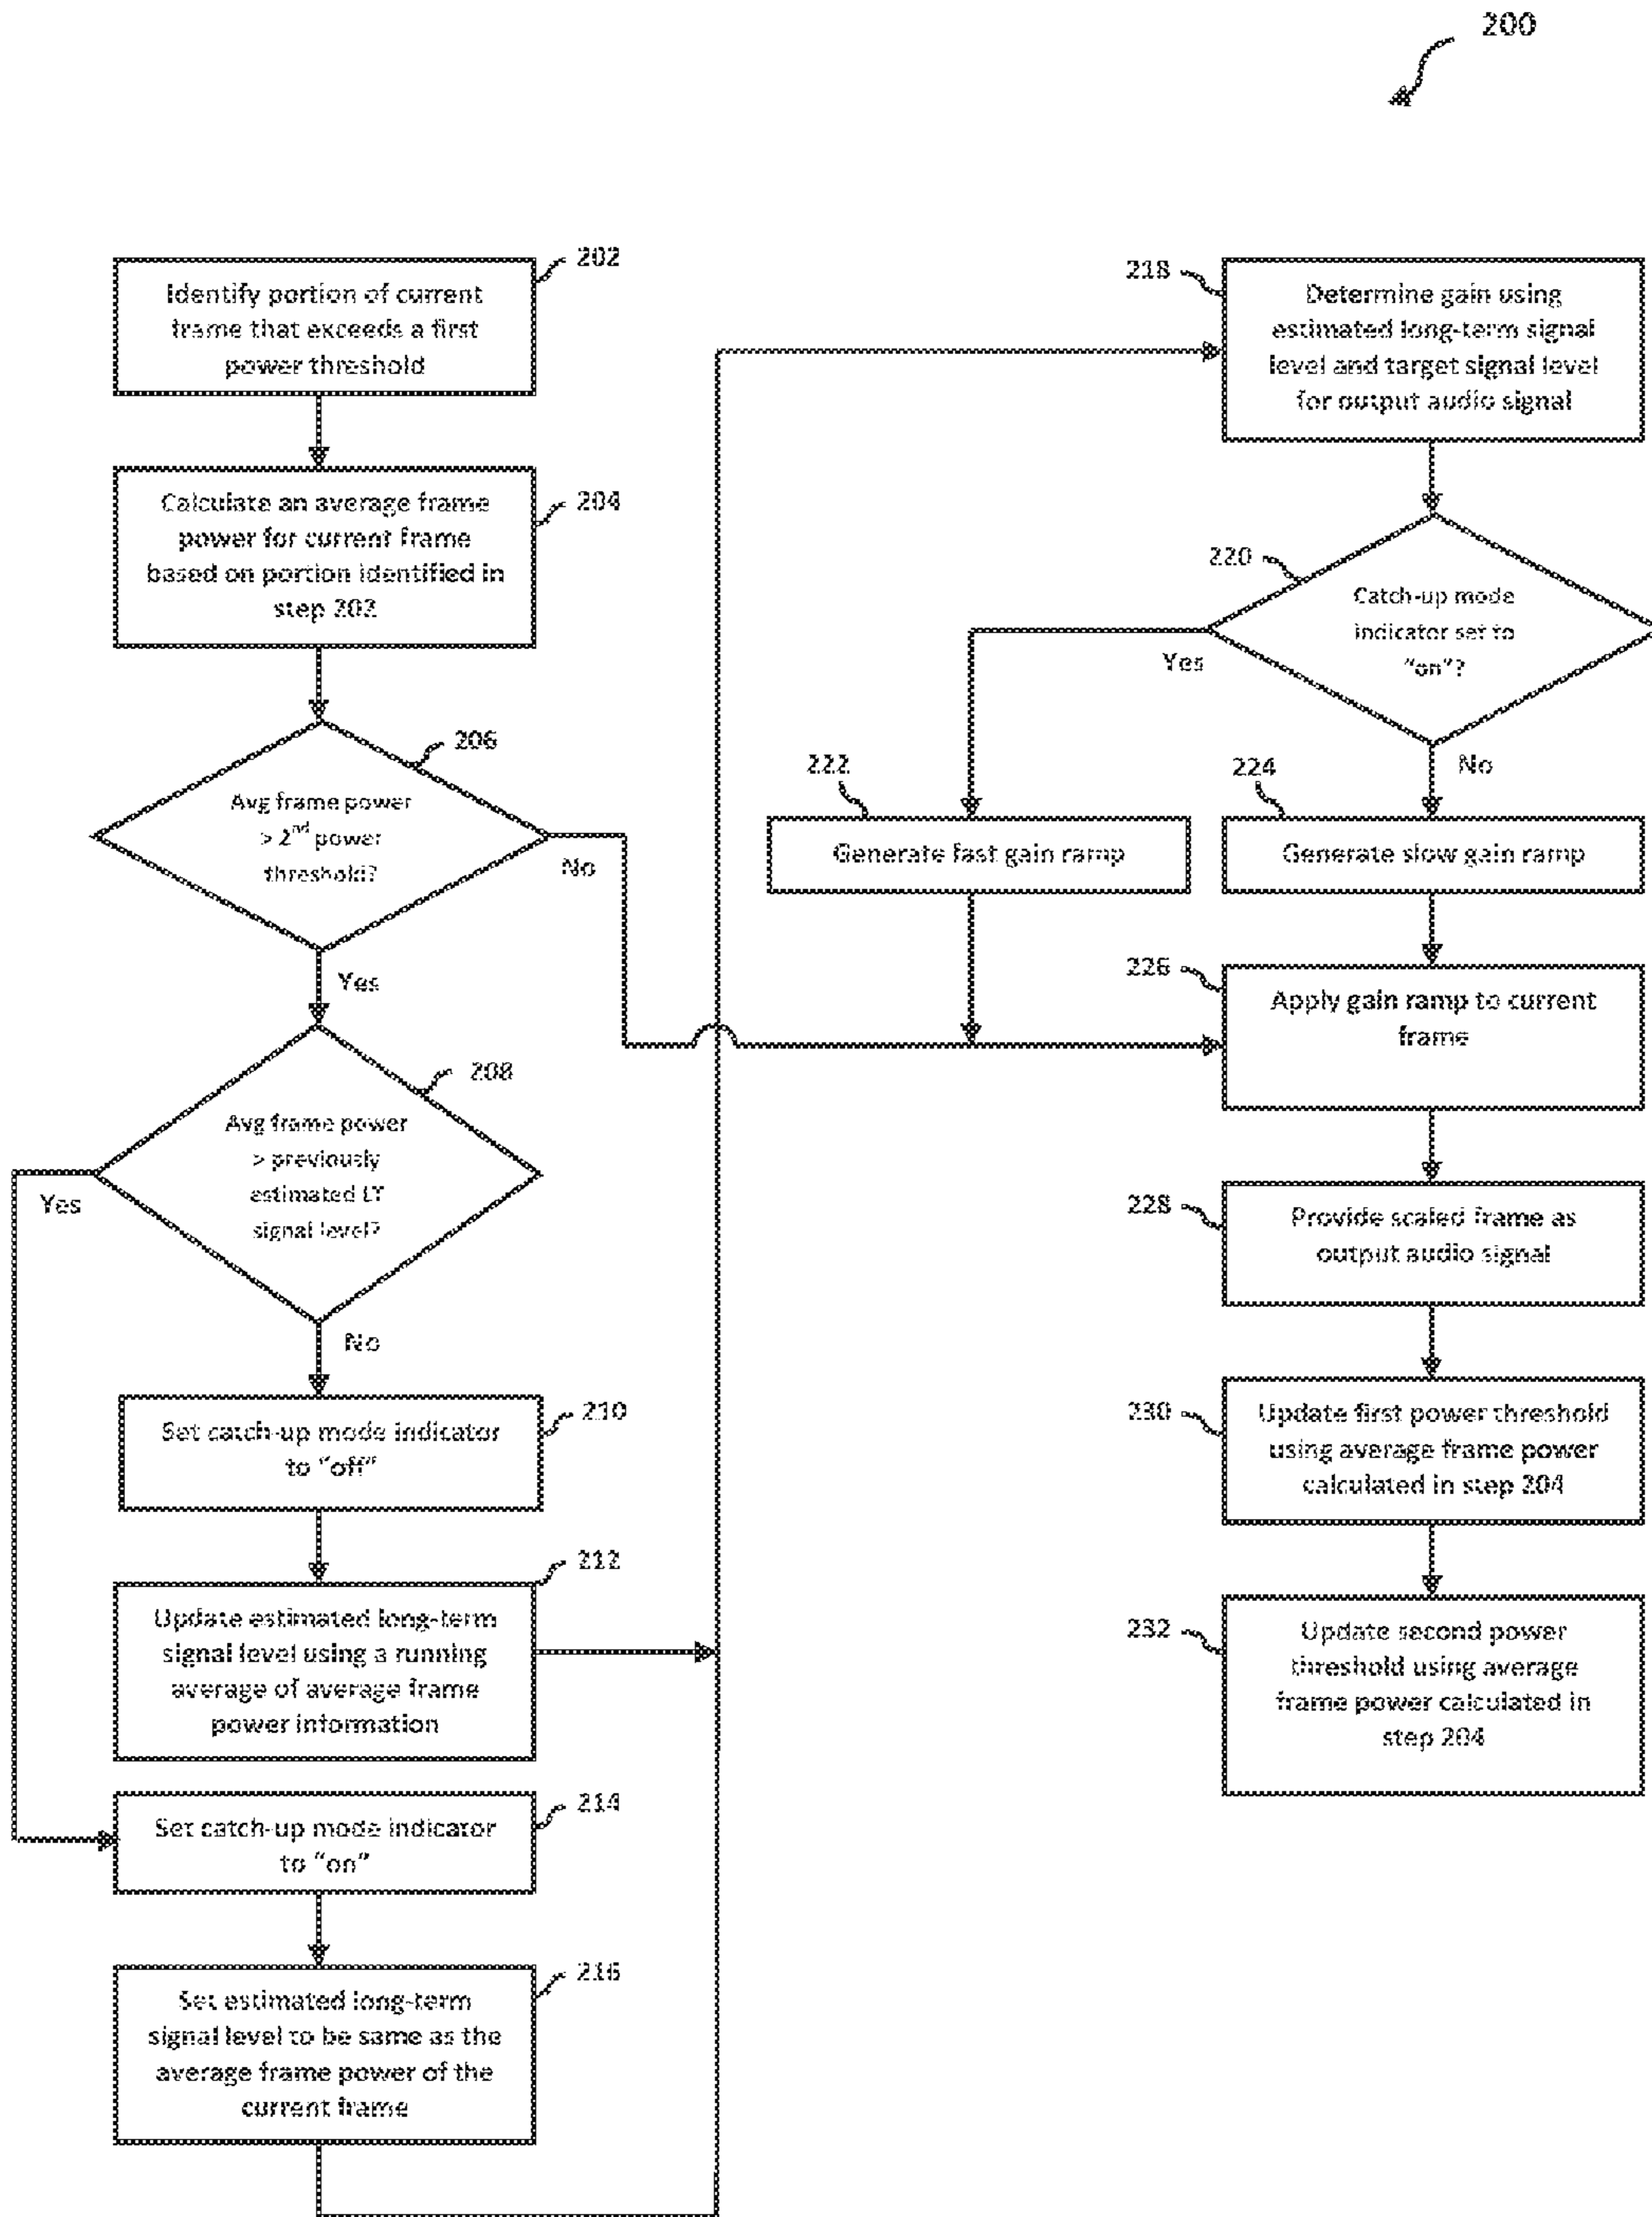 200
202
Identify portion of current
frame that exceeds a first
power threshold
204
Calculate an average frame
power for current frame
based on portion identified in
step 202
206
Avg frame power
> 2nd power
threshold?
No
Yes
208
Avg frame power
> previously
estimated LT
signal level?
Yes
No
210
Set catch-up mode indicator
to "off"
212
Update estimated long-term
signal level using a running
average of average frame
power information
214
Set catch-up mode indicator
to "on"
216
Set estimated long-term
signal level to be same as the
average frame power of the
current frame
218
Determine gain using
estimated long-term signal
level and target signal level
for output audio signal
220
Catch-up mode
indicator set to
"on"?
Yes
No
222
Generate fast gain ramp
224
Generate slow gain ramp
226
Apply gain ramp to current
frame
228
Provide scaled frame as
output audio signal
230
Update first power threshold
using average frame power
calculated in step 204
232
Update second power
threshold using average
frame power calculated in
step 204